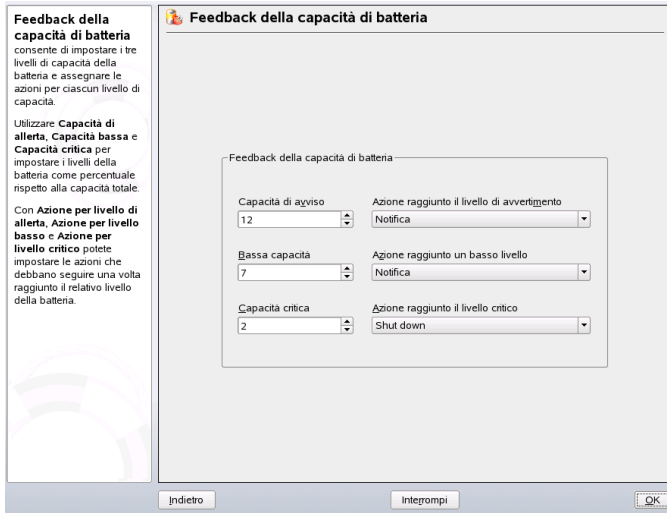 Feedback della
capacità di batteria
consente di impostare i tre
livelli di capacità della
batteria e assegnare le
azioni per ciascun livello di
capacità.
Utilizzare Capacità di
allerta, Capacità bassa e
Capacità critica per
impostare i livelli della
batteria come percentuale
rispetto alla capacità totale.
Con Azione per livello di
allerta, Azione per livello
basso e Azione per
livello critico potete
impostare le azioni che
debbano seguire una volta
raggiunto il relativo livello
della batteria.
Feedback della capacità di batteria
Feedback della capacità di batteria
Capacità di avviso
Azione raggiunto il livello di avvertimento
12
Notifica
Bassa capacità
Azione raggiunto un basso livello
7
Notifica
Capacità critica
Azione raggiunto il livello critico
2
Shut down
Indietro
Interrompi
OK